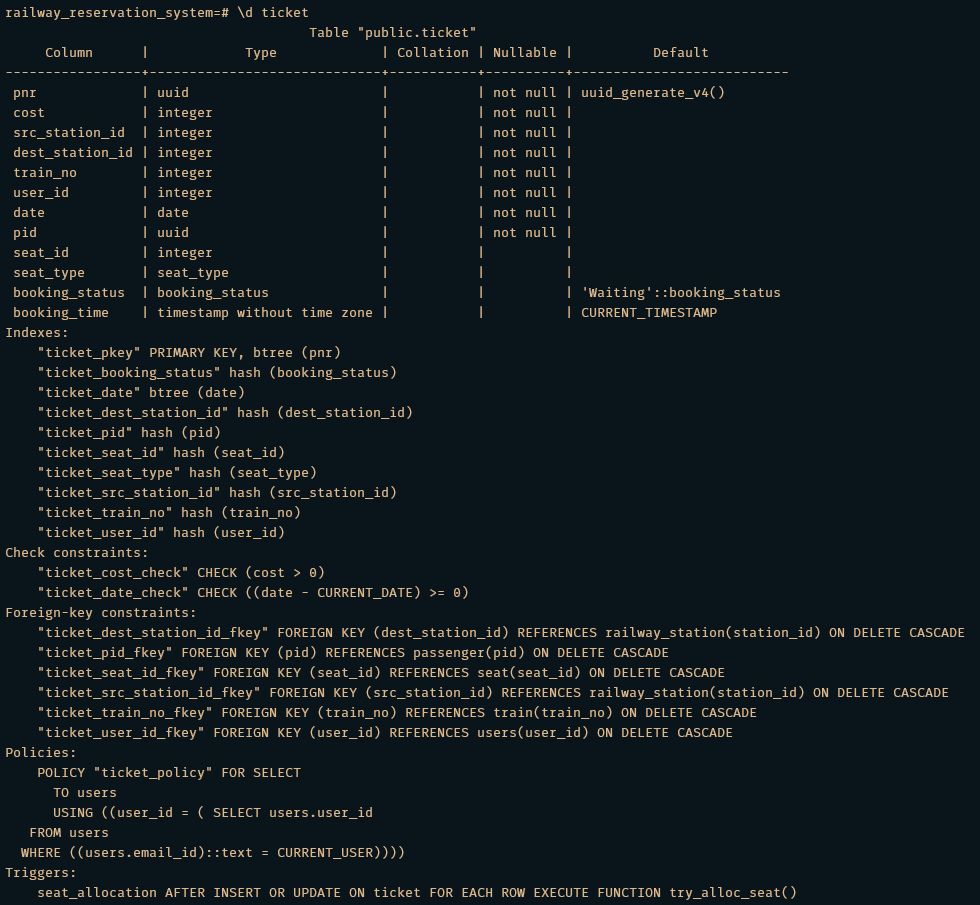 railway_reservation_system=# \d ticket
                                      Table "public.ticket"
     Column      |            Type             | Collation | Nullable |          Default
-----------------+-----------------------------+-----------+----------+---------------------------
 pnr             | uuid                        |           | not null | uuid_generate_v4()
 cost            | integer                     |           | not null |
 src_station_id  | integer                     |           | not null |
 dest_station_id | integer                     |           | not null |
 train_no        | integer                     |           | not null |
 user_id         | integer                     |           | not null |
 date            | date                        |           | not null |
 pid             | uuid                        |           | not null |
 seat_id         | integer                     |           |          |
 seat_type       | seat_type                   |           |          |
 booking_status  | booking_status              |           |          | 'Waiting'::booking_status
 booking_time    | timestamp without time zone |           |          | CURRENT_TIMESTAMP
Indexes:
    "ticket_pkey" PRIMARY KEY, btree (pnr)
    "ticket_booking_status" hash (booking_status)
    "ticket_date" btree (date)
    "ticket_dest_station_id" hash (dest_station_id)
    "ticket_pid" hash (pid)
    "ticket_seat_id" hash (seat_id)
    "ticket_seat_type" hash (seat_type)
    "ticket_src_station_id" hash (src_station_id)
    "ticket_train_no" hash (train_no)
    "ticket_user_id" hash (user_id)
Check constraints:
    "ticket_cost_check" CHECK (cost > 0)
    "ticket_date_check" CHECK ((date - CURRENT_DATE) >= 0)
Foreign-key constraints:
    "ticket_dest_station_id_fkey" FOREIGN KEY (dest_station_id) REFERENCES railway_station(station_id) ON DELETE CASCADE
    "ticket_pid_fkey" FOREIGN KEY (pid) REFERENCES passenger(pid) ON DELETE CASCADE
    "ticket_seat_id_fkey" FOREIGN KEY (seat_id) REFERENCES seat(seat_id) ON DELETE CASCADE
    "ticket_src_station_id_fkey" FOREIGN KEY (src_station_id) REFERENCES railway_station(station_id) ON DELETE CASCADE
    "ticket_train_no_fkey" FOREIGN KEY (train_no) REFERENCES train(train_no) ON DELETE CASCADE
    "ticket_user_id_fkey" FOREIGN KEY (user_id) REFERENCES users(user_id) ON DELETE CASCADE
Policies:
    POLICY "ticket_policy" FOR SELECT
      TO users
      USING ((user_id = ( SELECT users.user_id
   FROM users
  WHERE ((users.email_id)::text = CURRENT_USER))))
Triggers:
    seat_allocation AFTER INSERT OR UPDATE ON ticket FOR EACH ROW EXECUTE FUNCTION try_alloc_seat()